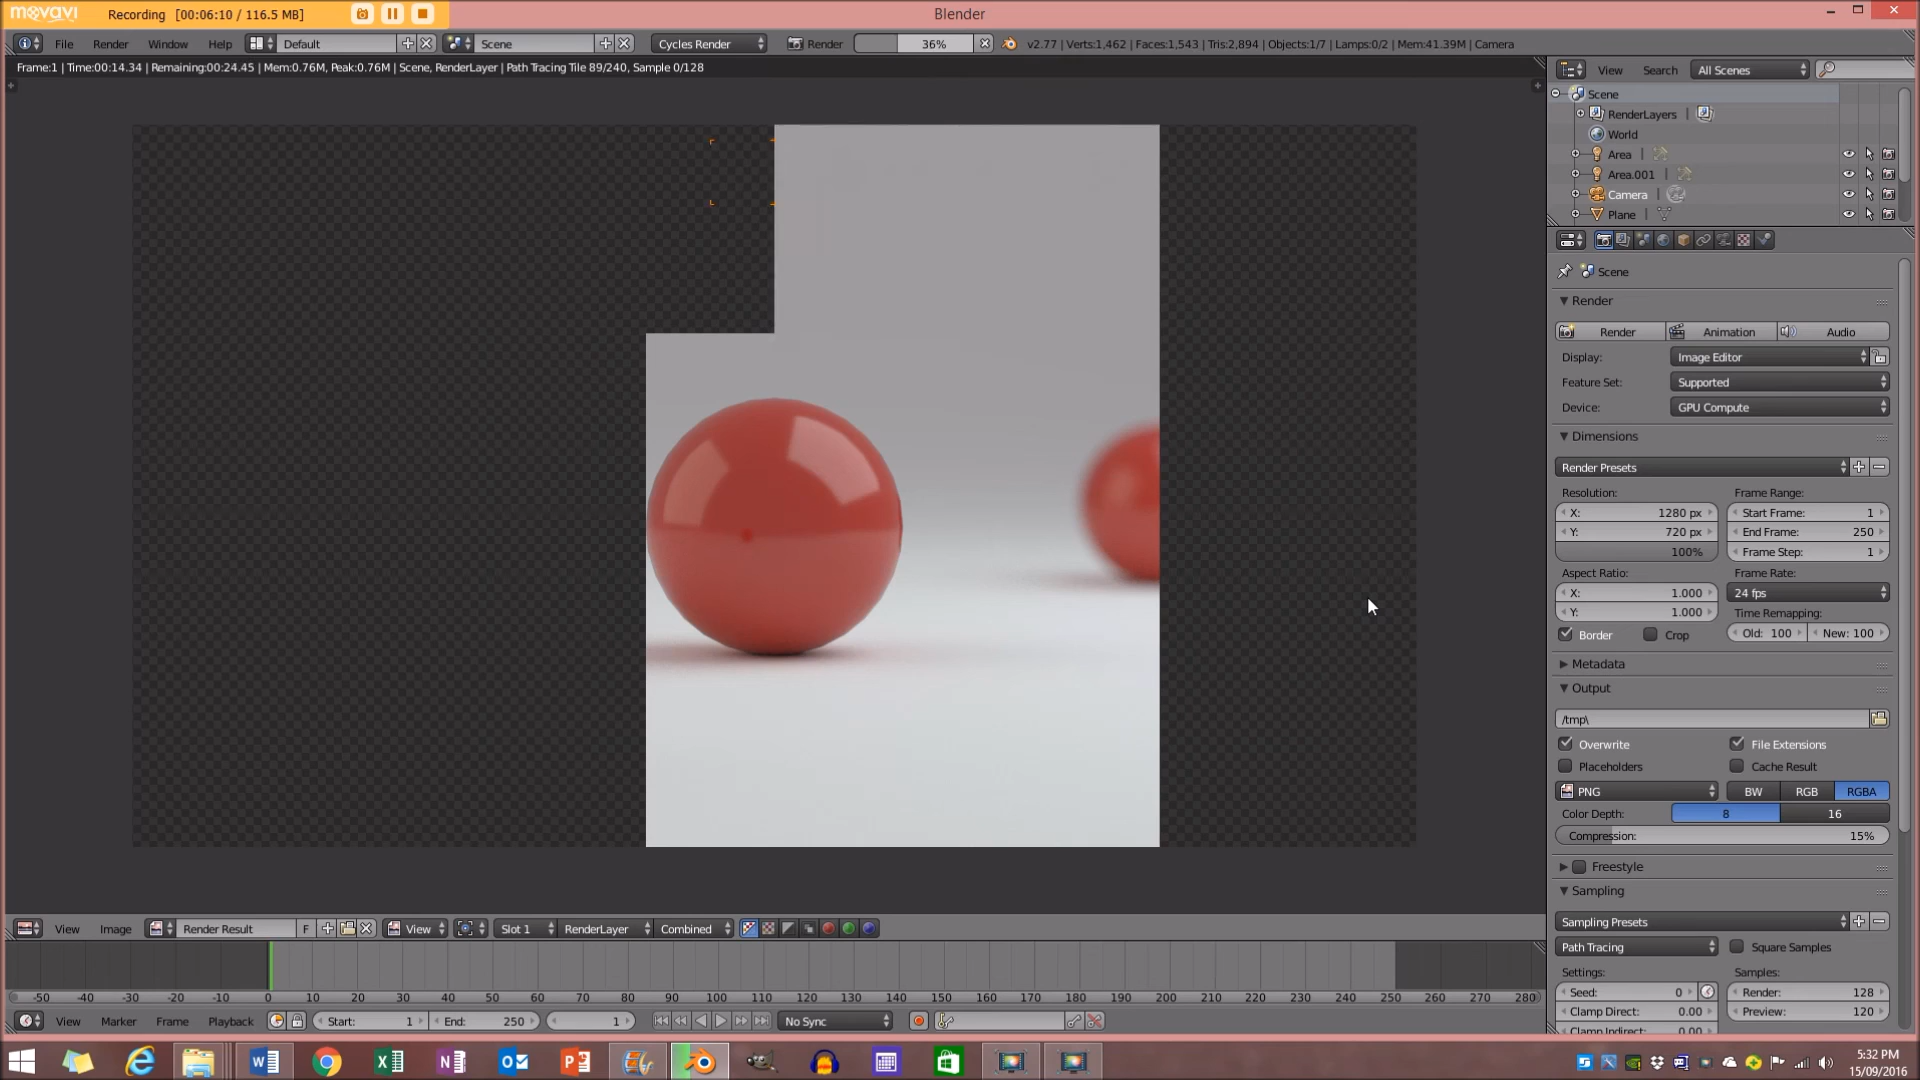 movavi Recording [00:06:10 / 116.5 MB] Blender
File Render Window Help Default Scene Cycles Render Render 36% v2.77 | Verts:1,462 | Faces:1,543 | Tris:2,894 | Objects:1/7 | Lamps:0/2 | Mem:41.39M | Camera
Frame:1 | Time:00:14.34 | Remaining:00:24.45 | Mem:0.76M, Peak:0.76M | Scene, RenderLayer | Path Tracing Tile 89/240, Sample 0/128
View Search All Scenes
Scene
RenderLayers |
World
Area |
Area.001 |
Camera |
Plane |
Scene
Render
Render Animation Audio
Display: Image Editor
Feature Set: Supported
Device: GPU Compute
Dimensions
Render Presets
Resolution: Frame Range:
X: 1280 px Start Frame: 1
Y: 720 px End Frame: 250
100% Frame Step: 1
Aspect Ratio: Frame Rate:
X: 1.000 24 fps
Y: 1.000 Time Remapping:
Border Crop Old: 100 New: 100
Metadata
Output
/tmp\
Overwrite File Extensions
Placeholders Cache Result
PNG BW RGB RGBA
Color Depth: 8 16
Compression: 15%
Freestyle
Sampling
Sampling Presets
Path Tracing Square Samples
Settings: Samples:
Seed: 0 Render: 128
Clamp Direct: 0.00 Preview: 120
Clamp Indirect: 0.00
View Image Render Result F View Slot 1 RenderLayer Combined
-50 -40 -30 -20 -10 0 10 20 30 40 50 60 70 80 90 100 110 120 130 140 150 160 170 180 190 200 210 220 230 240 250 260 270 280
View Marker Frame Playback Start: 1 End: 250 1 No Sync
5:32 PM
15/09/2016